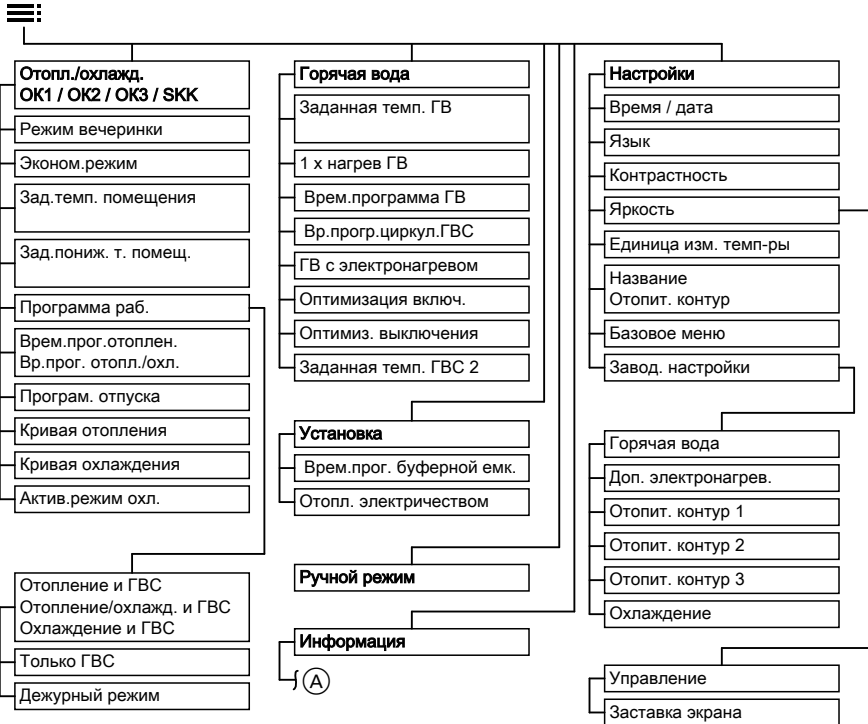 Отопл./охлажд.
ОК1 / ОК2 / ОК3 / SKK
Режим вечеринки
Эконом.режим
Зад.темп. помещения
Зад.пониж. т. помещ.
Программа раб.
Врем.прог.отоплен.
Вр.прог. отопл./охл.
Програм. отпуска
Кривая отопления
Кривая охлаждения
Актив.режим охл.
Отопление и ГВС
Отопление/охлажд. и ГВС
Охлаждение и ГВС
Только ГВС
Дежурный режим
Горячая вода
Заданная темп. ГВ
1 x нагрев ГВ
Врем.программа ГВ
Вр.прогр.циркул.ГВС
ГВ с электронагревом
Оптимизация включ.
Оптимиз. выключения
Заданная темп. ГВС 2
Установка
Врем.прог. буферной емк.
Отопл. электричеством
Ручной режим
Информация
A
Настройки
Время / дата
Язык
Контрастность
Яркость
Единица изм. темп-ры
Название
Отопит. контур
Базовое меню
Завод. настройки
Горячая вода
Доп. электронагрев.
Отопит. контур 1
Отопит. контур 2
Отопит. контур 3
Охлаждение
Управление
Заставка экрана